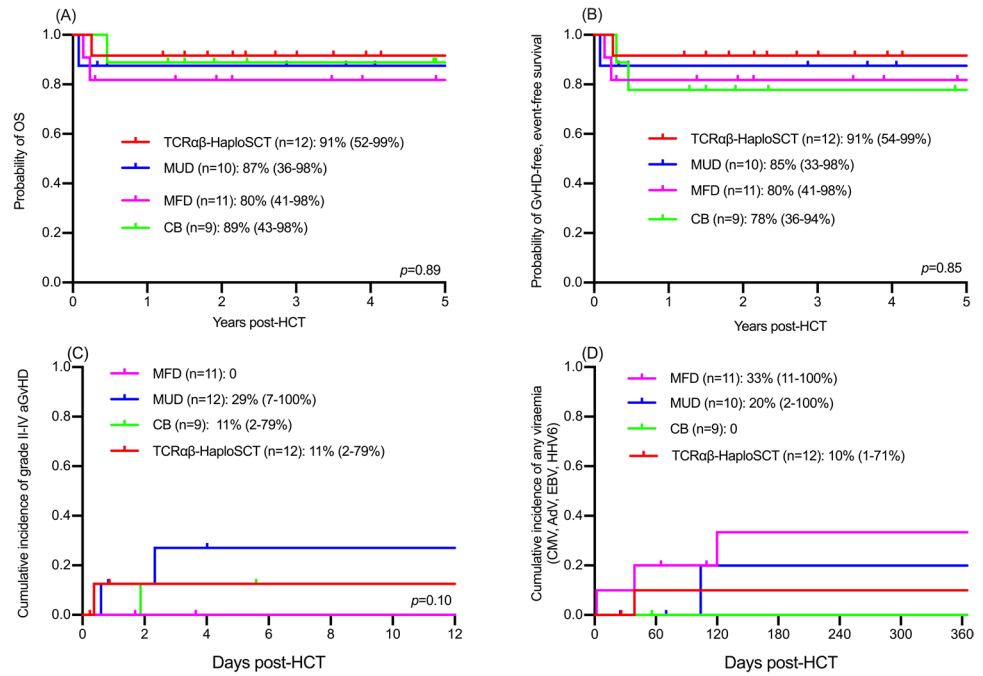 (A)
Probability of OS
1.0
0.8
0.6
0.4
0.2
0.0
TCRαβ-HaploSCT (n=12): 91% (52-99%)
MUD (n=10): 87% (36-98%)
MFD (n=11): 80% (41-98%)
CB (n=9): 89% (43-98%)
p=0.89
0 1 2 3 4 5
Years post-HCT
(B)
Probability of GvHD-free, event-free survival
1.0
0.8
0.6
0.4
0.2
0.0
TCRαβ-HaploSCT (n=12): 91% (54-99%)
MUD (n=10): 85% (33-98%)
MFD (n=11): 80% (41-98%)
CB (n=9): 78% (36-94%)
p=0.85
0 1 2 3 4 5
Years post-HCT
(C)
Cumulative incidence of grade II-IV aGvHD
1.0
0.8
0.6
0.4
0.2
0.0
MFD (n=11): 0
MUD (n=12): 29% (7-100%)
CB (n=9): 11% (2-79%)
TCRαβ-HaploSCT (n=12): 11% (2-79%)
p=0.10
0 2 4 6 8 10 12
Days post-HCT
(D)
Cumulative incidence of any viraemia
(CMV, AdV, EBV, HHV6)
1.0
0.8
0.6
0.4
0.2
0.0
MFD (n=11): 33% (11-100%)
MUD (n=10): 20% (2-100%)
CB (n=9): 0
TCRαβ-HaploSCT (n=12): 10% (1-71%)
0 60 120 180 240 300 360
Days post-HCT